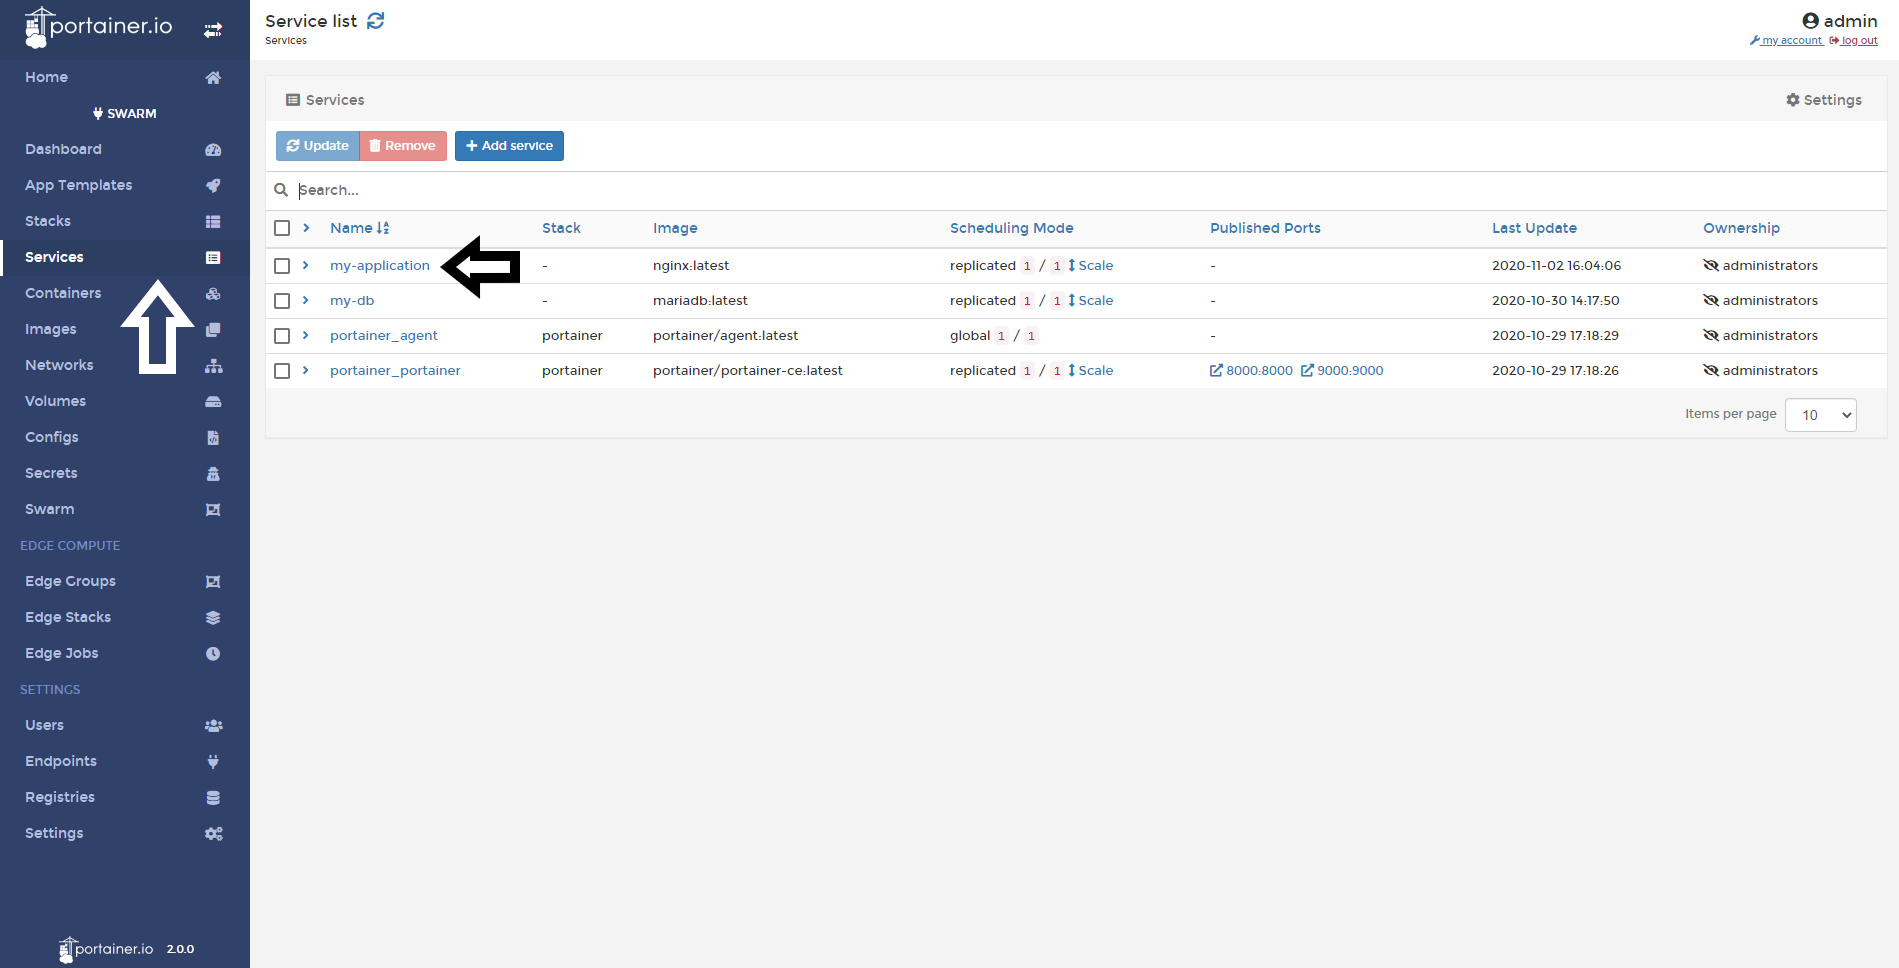 portainer.io
Home
SWARM
Dashboard
App Templates
Stacks
Services
Containers
Images
Networks
Volumes
Configs
Secrets
Swarm
EDGE COMPUTE
Edge Groups
Edge Stacks
Edge Jobs
SETTINGS
Users
Endpoints
Registries
Settings
portainer.io 2.0.0
Service list
Services
admin
my account log out
Services
Settings
Update Remove Add service
Search...
Name Stack Image Scheduling Mode Published Ports Last Update Ownership
my-application - nginx:latest replicated 1 / 1 Scale - 2020-11-02 16:04:06 administrators
my-db - mariadb:latest replicated 1 / 1 Scale - 2020-10-30 14:17:50 administrators
portainer_agent portainer portainer/agent:latest global 1 / 1 - 2020-10-29 17:18:29 administrators
portainer_portainer portainer portainer/portainer-ce:latest replicated 1 / 1 Scale 8000:8000 9000:9000 2020-10-29 17:18:26 administrators
Items per page 10